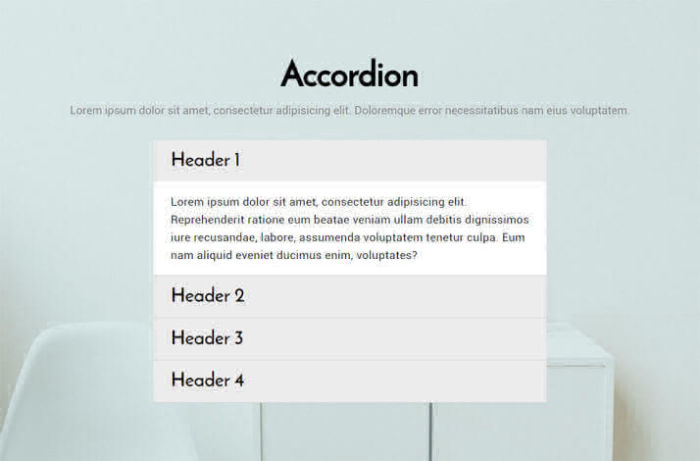 Accordion
Lorem ipsum dolor sit amet, consectetur adipisicing elit. Doloremque error necessitatibus nam eius voluptatem.
Header 1
Lorem ipsum dolor sit amet, consectetur adipisicing elit.
Reprehenderit ratione eum beatae veniam ullam debitis dignissimos
iure recusandae, labore, assumenda voluptatem tenetur culpa. Eum
nam aliquid eveniet ducimus enim, voluptates?
Header 2
Header 3
Header 4